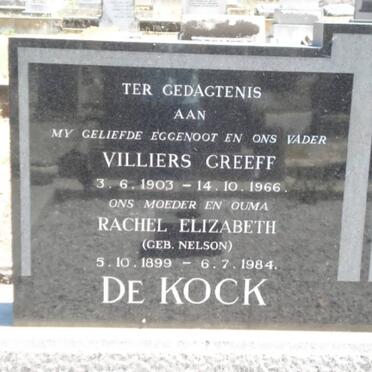 TER GEDAGTENIS
AAN
MY GELIEFDE EGGENOOT EN ONS VADER
VILLIERS GREEFF
3. 6. 1903 – 14. 10. 1966.
ONS MOEDER EN OUMA
RACHEL ELIZABETH
(GEB. NELSON)
5. 10. 1899 – 6. 7. 1984.
DE KOCK